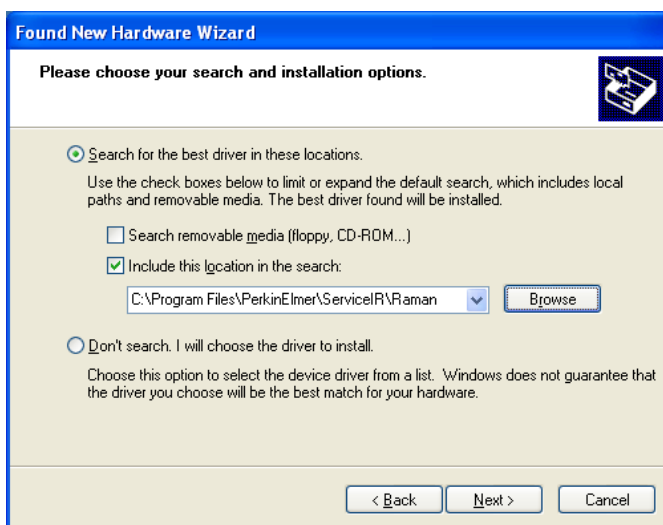 Found New Hardware Wizard
Please choose your search and installation options.
Search for the best driver in these locations.
Use the check boxes below to limit or expand the default search, which includes local
paths and removable media. The best driver found will be installed.
Search removable media (floppy, CD-ROM...)
Include this location in the search:
C:\Program Files\PerkinElmer\ServiceIR\Raman
Browse
Don't search. I will choose the driver to install.
Choose this option to select the device driver from a list. Windows does not guarantee that
the driver you choose will be the best match for your hardware.
< Back Next > Cancel